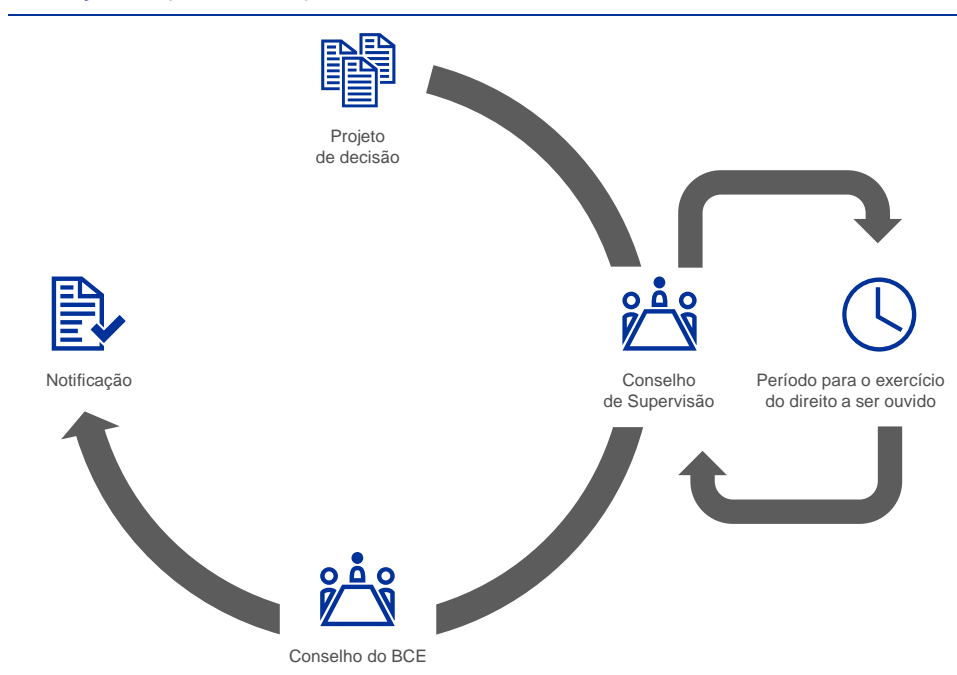 Projeto
de decisão
Notificação
Conselho
de Supervisão
Período para o exercício
do direito a ser ouvido
Conselho do BCE